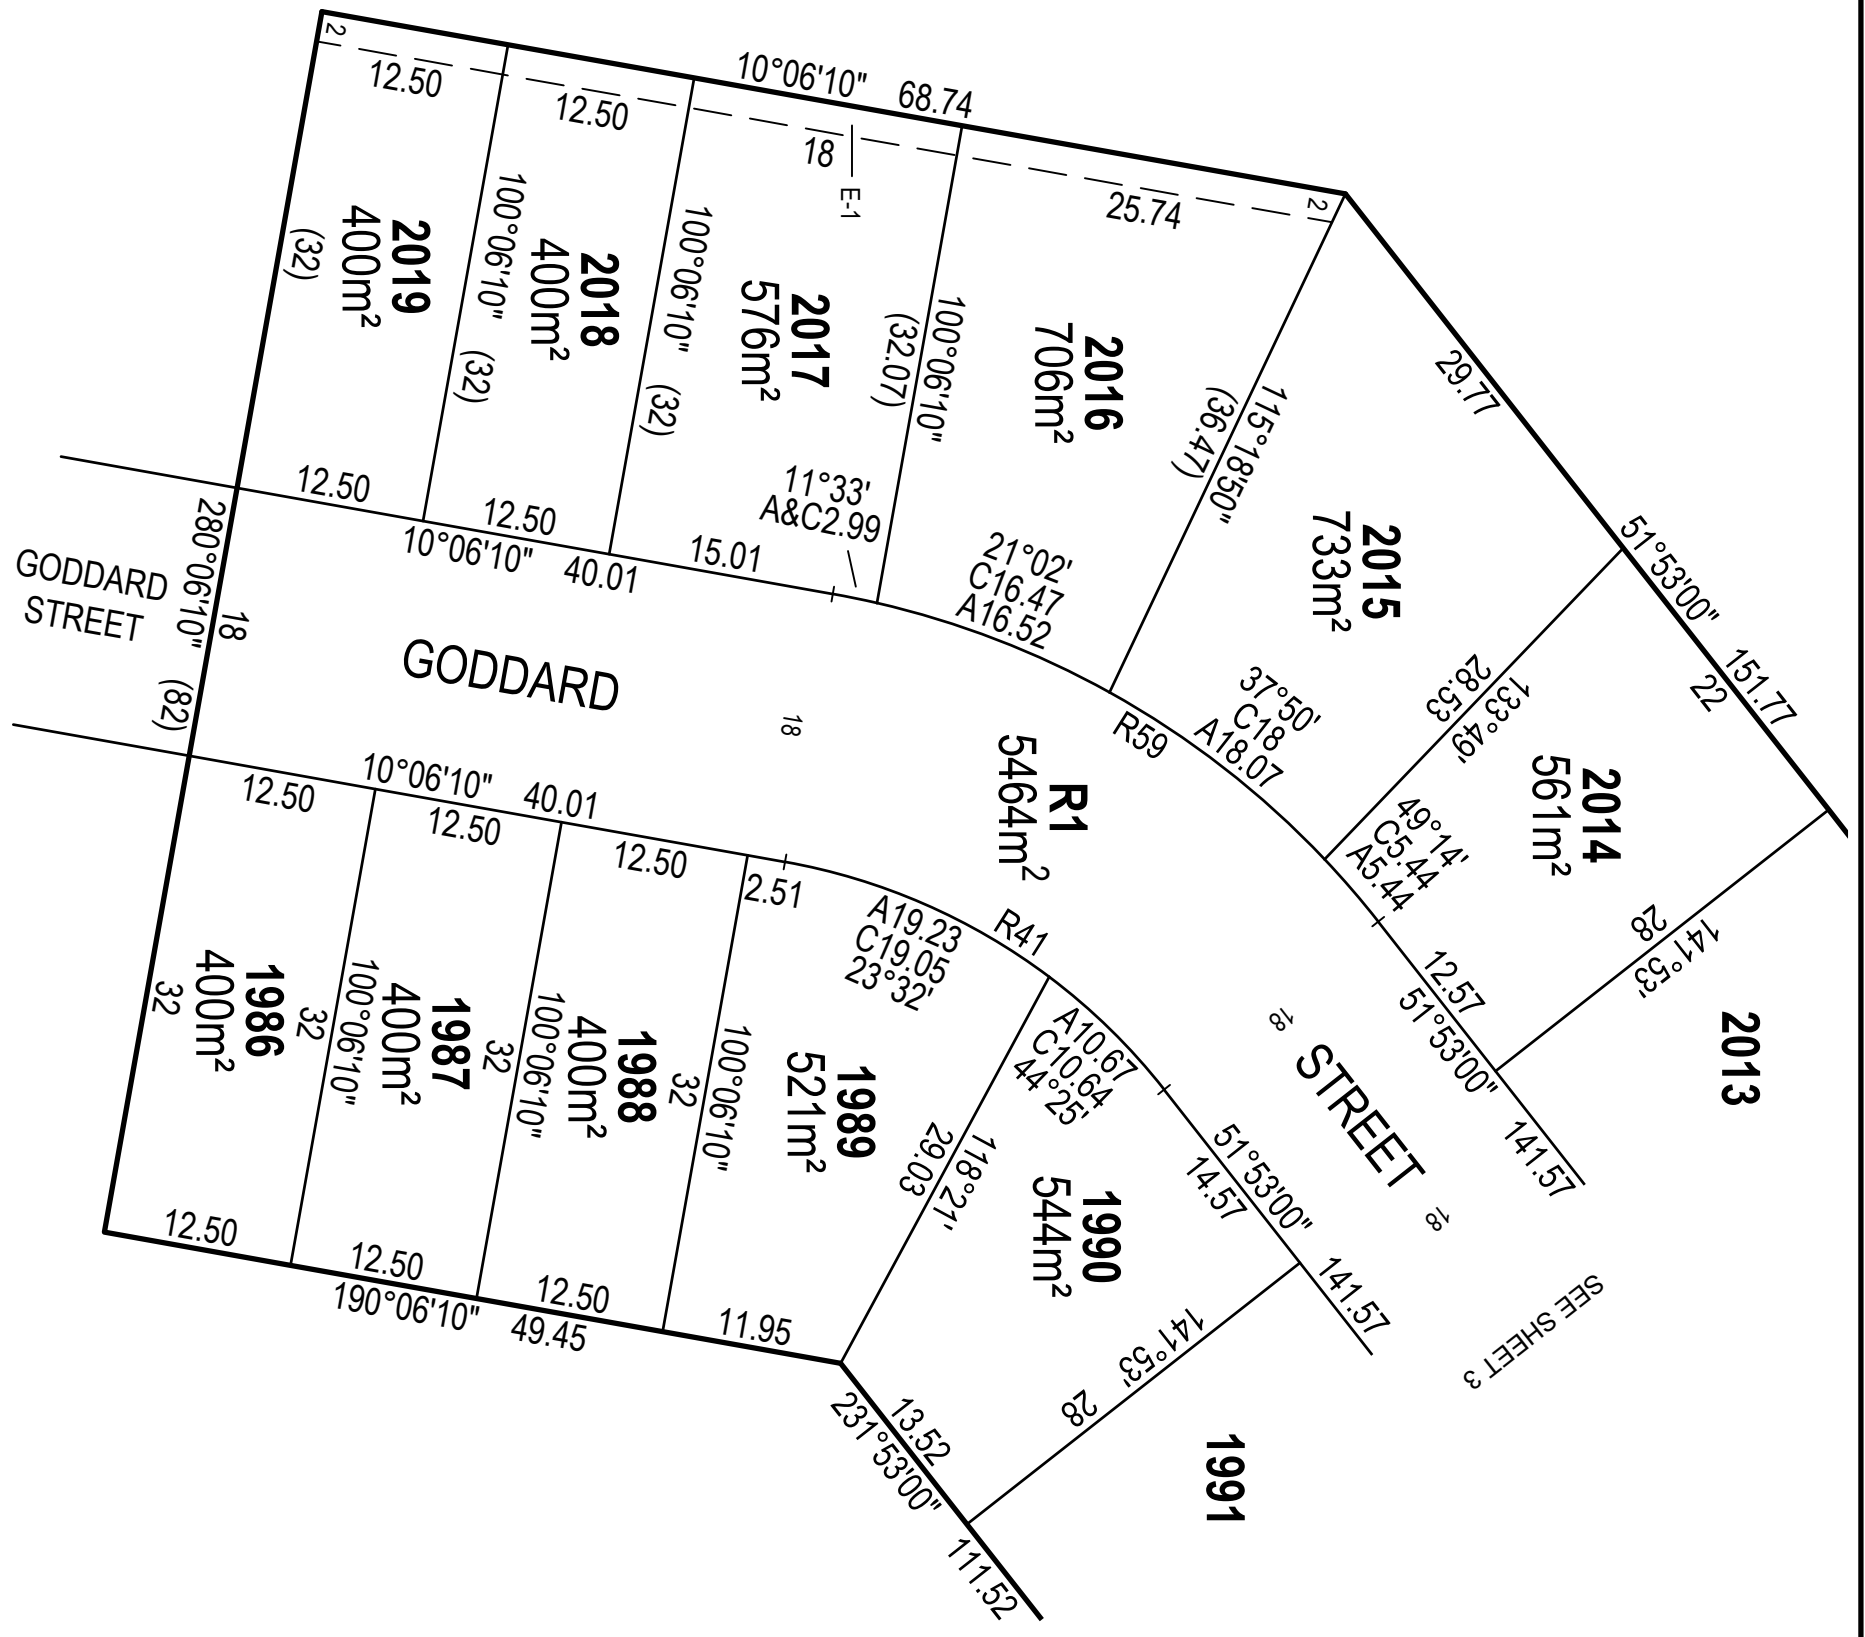 2
12.50
12.50
10°06'10"
68.74
18
E-1
25.74
2
2019
400m²
(32)
100°06'10"
(32)
2018
400m²
100°06'10"
(32)
2017
576m²
100°06'10"
(32.07)
2016
706m²
115°18'50"
(36.47)
29.77
51°53'00"
151.77
22
2015
733m²
133°49'
28.53
2014
561m²
141°53'
28
2013
12.50
12.50
10°06'10"
40.01
15.01
11°33'
A&C2.99
21°02'
C16.47
A16.52
R59
37°50'
C18
A18.07
49°14'
C5.44
A5.44
12.57
51°53'00"
141.57
GODDARD
STREET
280°06'10"
18
(82)
GODDARD
18
R1
5464m²
18
STREET
18
SEE SHEET 3
10°06'10"
40.01
12.50
12.50
12.50
2.51
A19.23
C19.05
23°32'
R41
A10.67
C10.64
44°25'
51°53'00"
14.57
141.57
1986
400m²
32
32
100°06'10"
1987
400m²
32
100°06'10"
1988
400m²
32
100°06'10"
1989
521m²
118°21'
29.03
1990
544m²
141°53'
28
1991
12.50
12.50
190°06'10"
49.45
12.50
11.95
13.52
231°53'00"
111.52